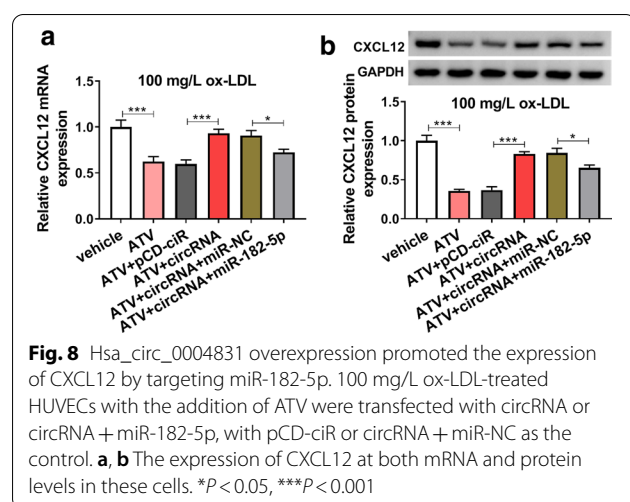 a
100 mg/L ox-LDL
Relative CXCL12 mRNA
expression
1.5
1.0
0.5
0.0
***
***
*
vehicle
ATV
ATV+pCD-ciR
ATV+circRNA
ATV+circRNA+miR-NC
ATV+circRNA+miR-182-5p
b
CXCL12
GAPDH
100 mg/L ox-LDL
Relative CXCL12 protein
expression
1.5
1.0
0.5
0.0
***
***
*
vehicle
ATV
ATV+pCD-ciR
ATV+circRNA
ATV+circRNA+miR-NC
ATV+circRNA+miR-182-5p
Fig. 8 Hsa_circ_0004831 overexpression promoted the expression
of CXCL12 by targeting miR-182-5p. 100 mg/L ox-LDL-treated
HUVECs with the addition of ATV were transfected with circRNA or
circRNA + miR-182-5p, with pCD-ciR or circRNA + miR-NC as the
control. a, b The expression of CXCL12 at both mRNA and protein
levels in these cells. *P < 0.05, ***P < 0.001